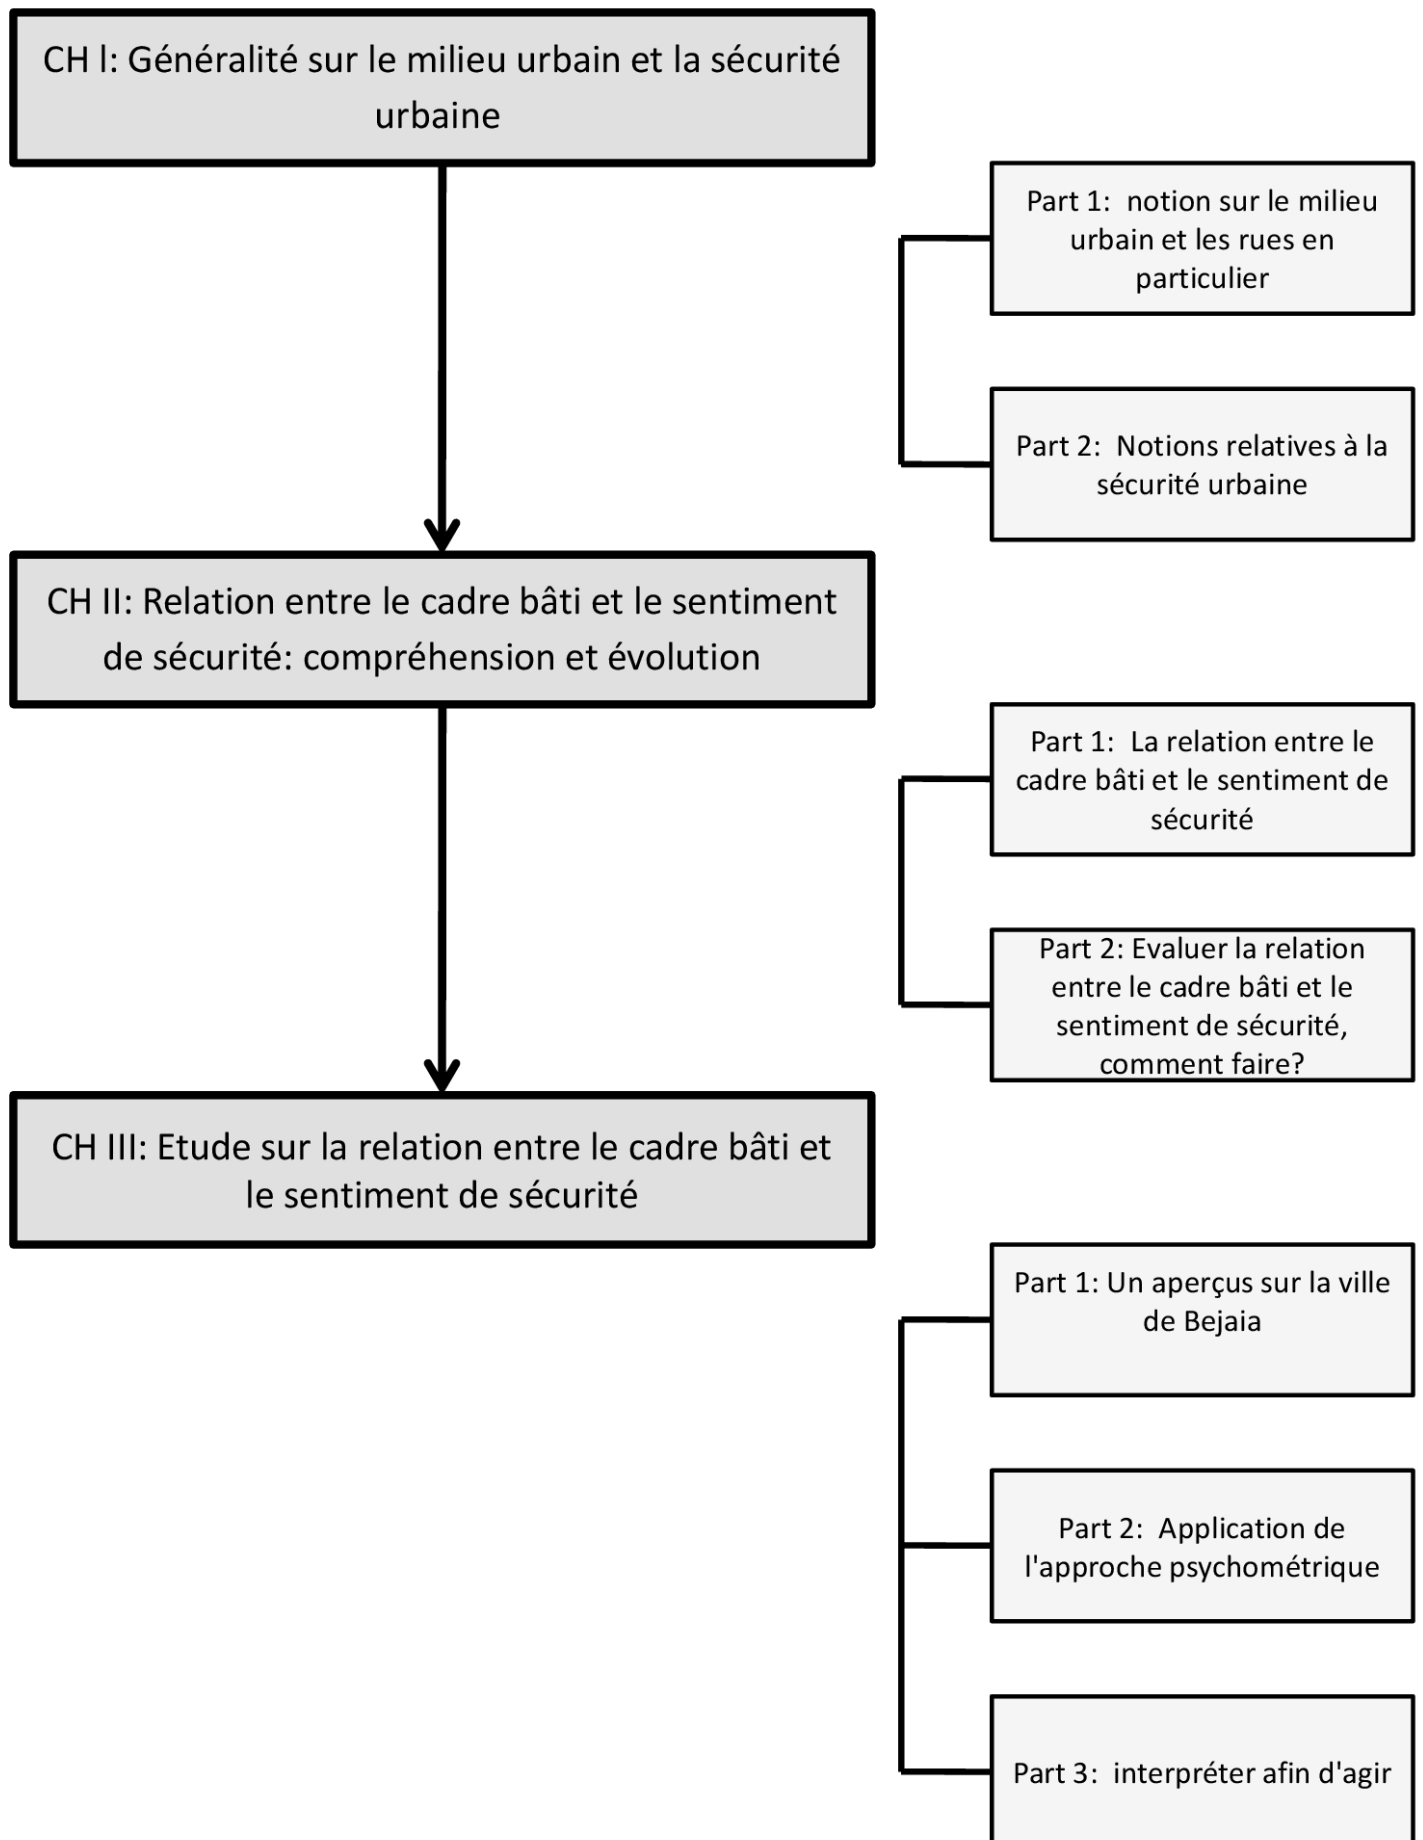 CH l: Généralité sur le milieu urbain et la sécurité
urbaine
Part 1:  notion sur le milieu
urbain et les rues en
particulier
Part 2:  Notions relatives à la
sécurité urbaine
CH II: Relation entre le cadre bâti et le sentiment
de sécurité: compréhension et évolution
Part 1:  La relation entre le
cadre bâti et le sentiment de
sécurité
Part 2: Evaluer la relation
entre le cadre bâti et le
sentiment de sécurité,
comment faire?
CH III: Etude sur la relation entre le cadre bâti et
le sentiment de sécurité
Part 1: Un aperçus sur la ville
de Bejaia
Part 2:  Application de
l'approche psychométrique
Part 3:  interpréter afin d'agir